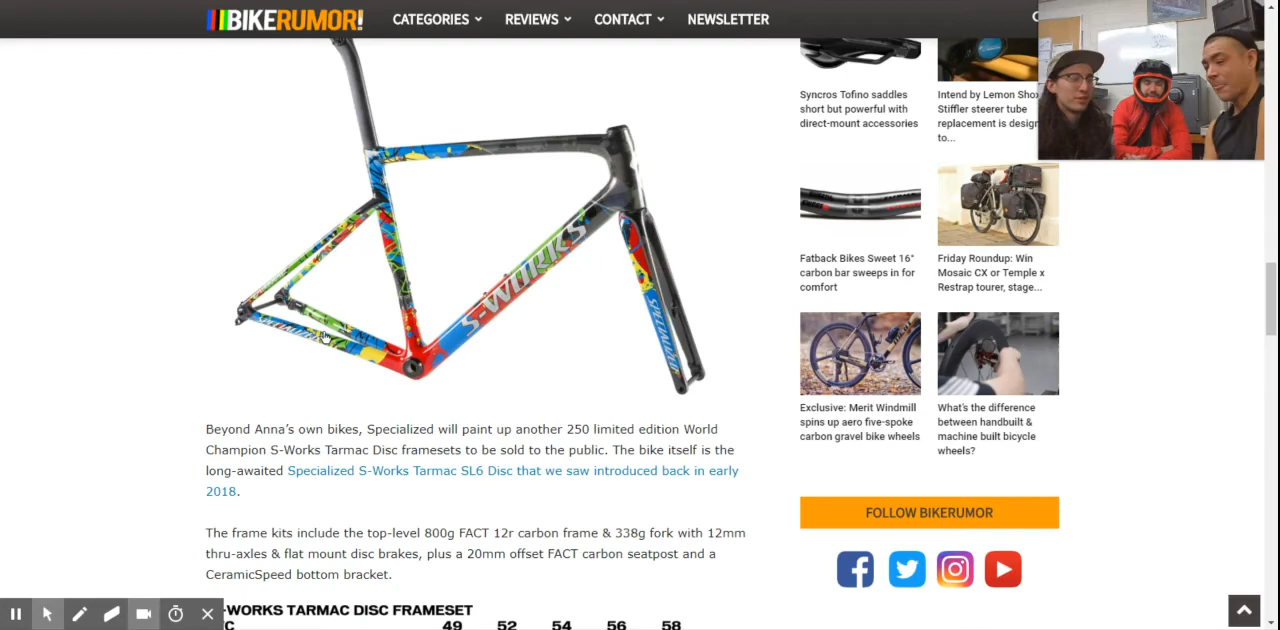 BIKERUMOR!
CATEGORIES
REVIEWS
CONTACT
NEWSLETTER
S-WORKS
SPECIALIZED
Beyond Anna's own bikes, Specialized will paint up another 250 limited edition World
Champion S-Works Tarmac Disc framesets to be sold to the public. The bike itself is the
long-awaited Specialized S-Works Tarmac SL6 Disc that we saw introduced back in early
2018.
The frame kits include the top-level 800g FACT 12r carbon frame & 338g fork with 12mm
thru-axles & flat mount disc brakes, plus a 20mm offset FACT carbon seatpost and a
CeramicSpeed bottom bracket.
-WORKS TARMAC DISC FRAMESET
C 49 52 54 56 58
Syncros Tofino saddles
short but powerful with
direct-mount accessories
Intend by Lemon Sho
Stiffler steerer tube
replacement is design
to...
Fatback Bikes Sweet 16°
carbon bar sweeps in for
comfort
Friday Roundup: Win
Mosaic CX or Temple x
Restrap tourer, stage...
Exclusive: Merit Windmill
spins up aero five-spoke
carbon gravel bike wheels
What's the difference
between handbuilt &
machine built bicycle
wheels?
FOLLOW BIKERUMOR